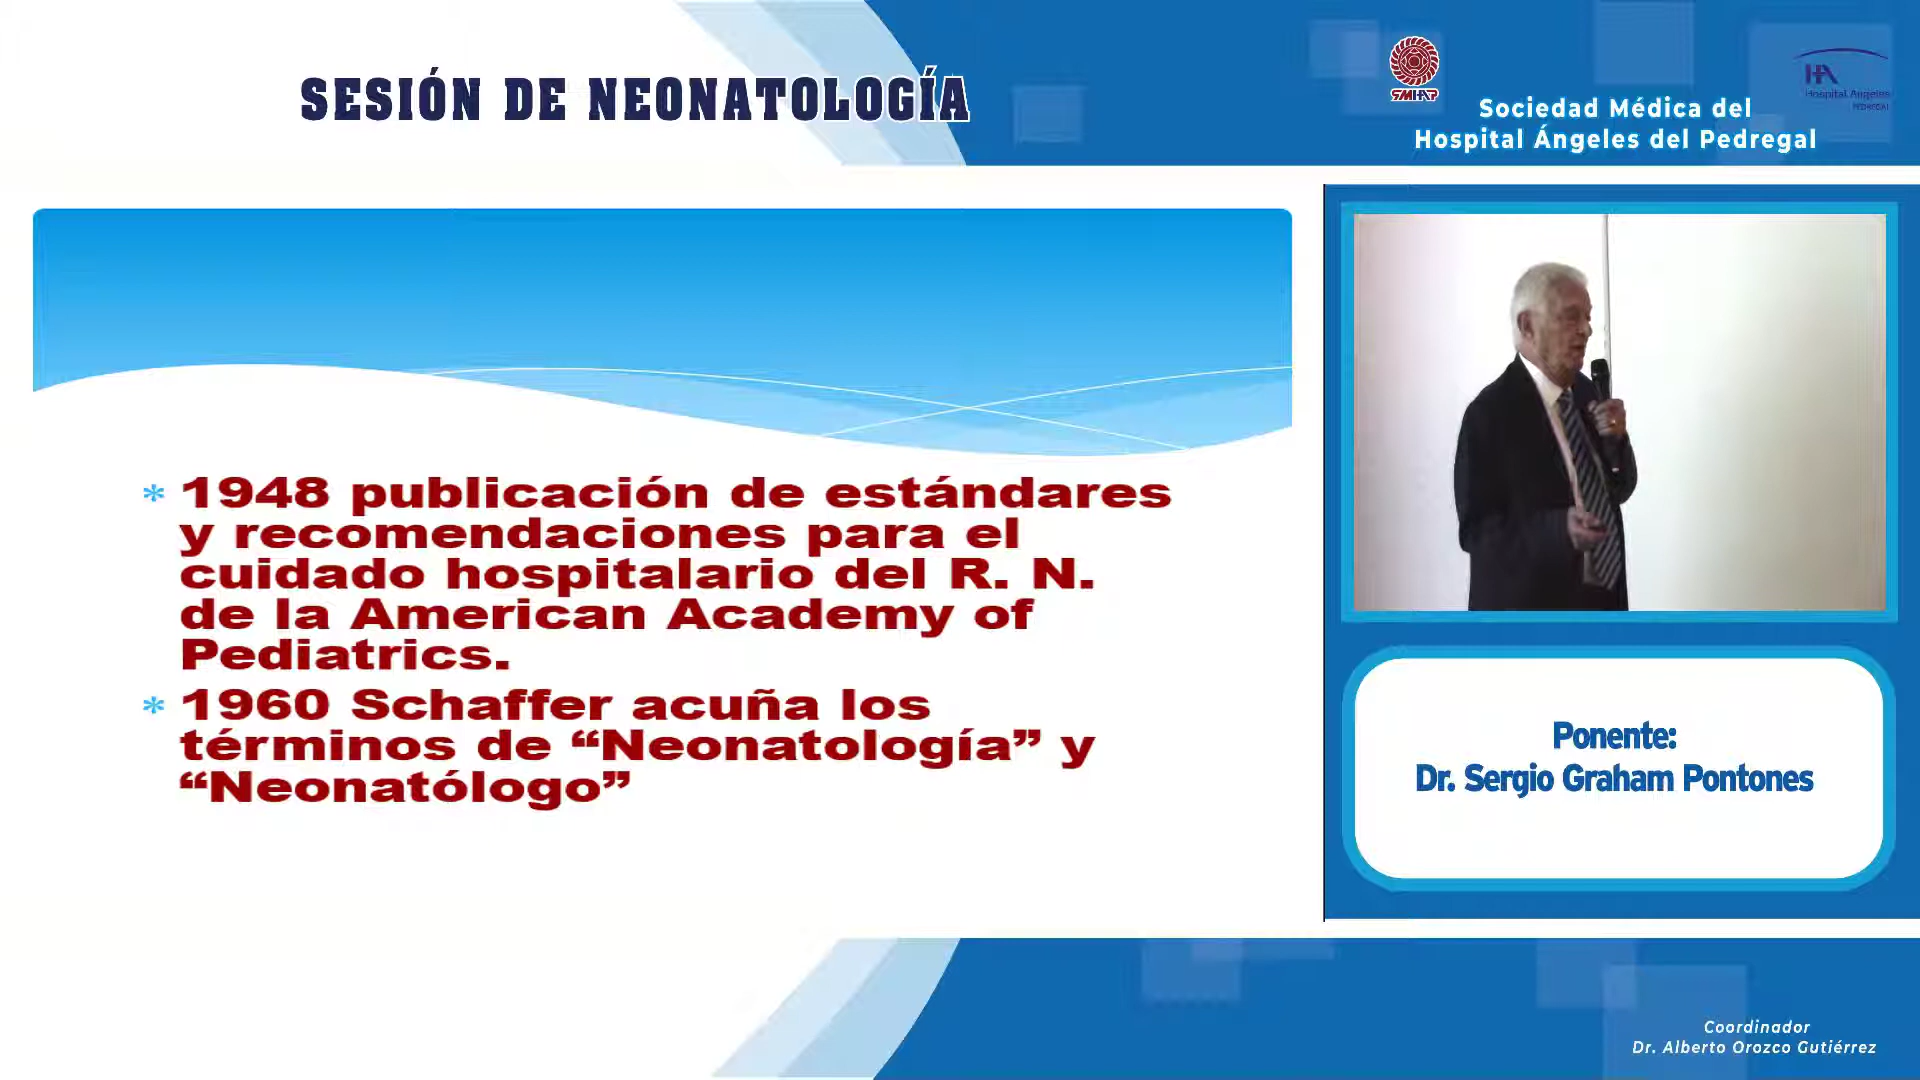 SESIÓN DE NEONATOLOGÍA
SMHAP
Sociedad Médica del
Hospital Ángeles del Pedregal
HA
Hospital Angeles
PEDREGAL
* 1948 publicación de estándares
y recomendaciones para el
cuidado hospitalario del R. N.
de la American Academy of
Pediatrics.
* 1960 Schaffer acuña los
términos de “Neonatología” y
“Neonatólogo”
Ponente:
Dr. Sergio Graham Pontones
Coordinador
Dr. Alberto Orozco Gutiérrez